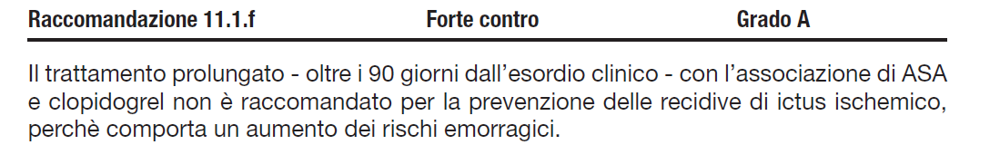 Raccomandazione 11.1.f Forte contro Grado A
Il trattamento prolungato - oltre i 90 giorni dall'esordio clinico - con l'associazione di ASA
e clopidogrel non è raccomandato per la prevenzione delle recidive di ictus ischemico,
perchè comporta un aumento dei rischi emorragici.